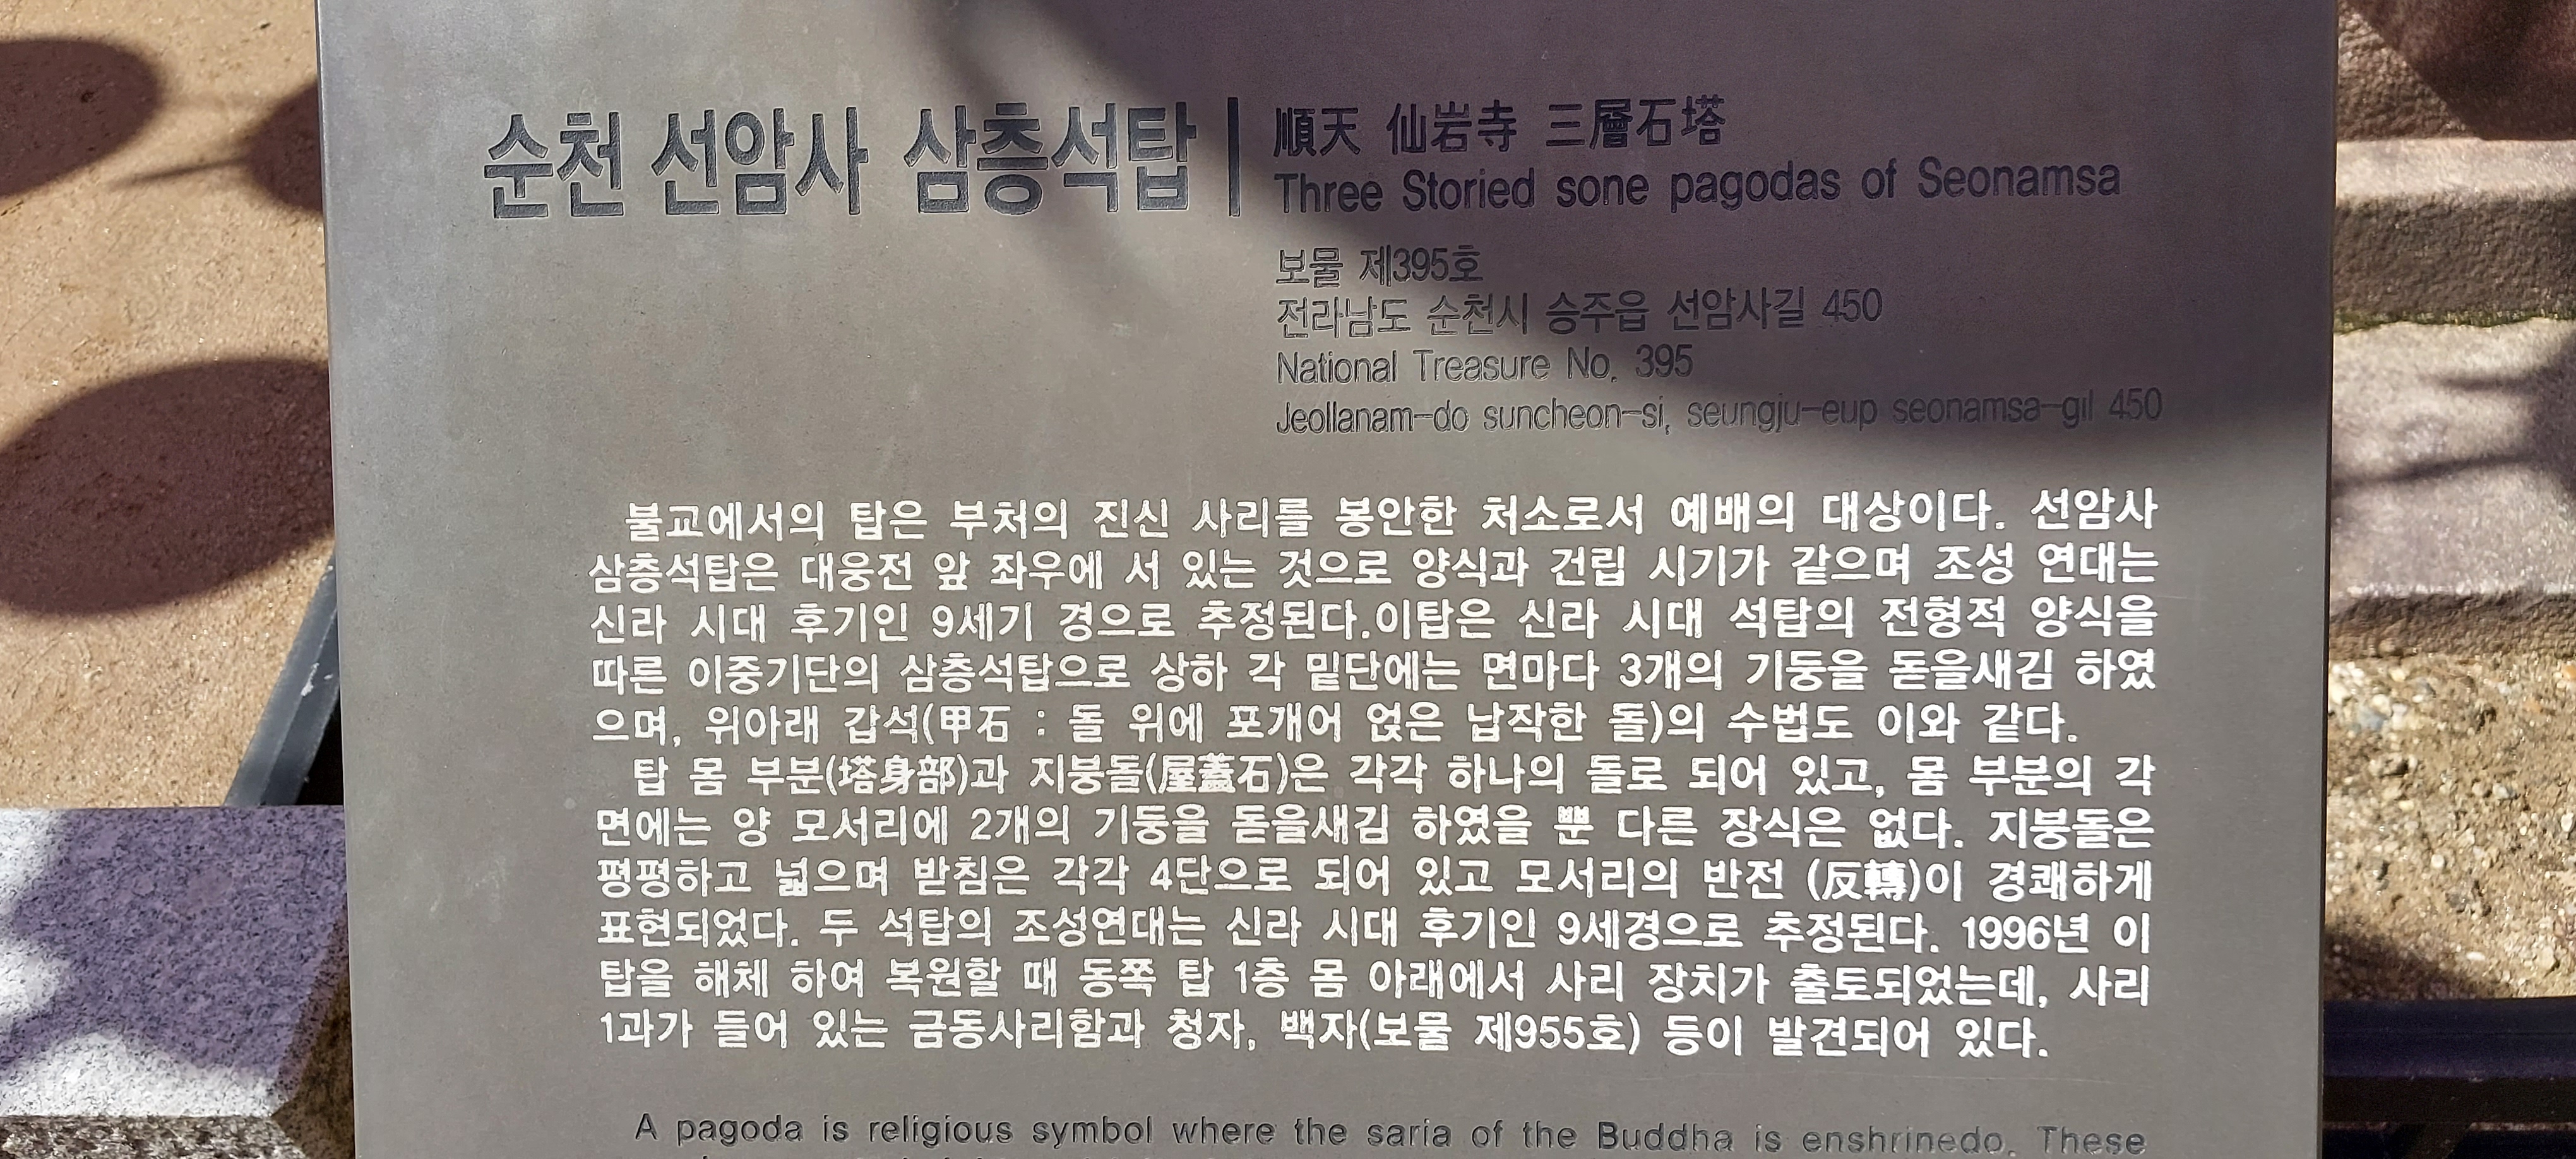 순천 선암사 삼층석탑
順天 仙岩寺 三層石塔
Three Storied sone pagodas of Seonamsa
보물 제395호
전라남도 순천시 승주읍 선암사길 450
National Treasure No. 395
Jeollanam-do suncheon-si, seungju-eup seonamsa-gil 450
불교에서의 탑은 부처의 진신 사리를 봉안한 처소로서 예배의 대상이다. 선암사
삼층석탑은 대웅전 앞 좌우에 서 있는 것으로 양식과 건립 시기가 같으며 조성 연대는
신라 시대 후기인 9세기 경으로 추정된다.이탑은 신라 시대 석탑의 전형적 양식을
따른 이중기단의 삼층석탑으로 상하 각 밑단에는 면마다 3개의 기둥을 돋을새김 하였
으며, 위아래 갑석(甲石 : 돌 위에 포개어 얹은 납작한 돌)의 수법도 이와 같다.
탑 몸 부분(塔身部)과 지붕돌(屋蓋石)은 각각 하나의 돌로 되어 있고, 몸 부분의 각
면에는 양 모서리에 2개의 기둥을 돋을새김 하였을 뿐 다른 장식은 없다. 지붕돌은
평평하고 넓으며 받침은 각각 4단으로 되어 있고 모서리의 반전 (反轉)이 경쾌하게
표현되었다. 두 석탑의 조성연대는 신라 시대 후기인 9세경으로 추정된다. 1996년 이
탑을 해체 하여 복원할 때 동쪽 탑 1층 몸 아래에서 사리 장치가 출토되었는데, 사리
1과가 들어 있는 금동사리함과 청자, 백자(보물 제955호) 등이 발견되어 있다.
A pagoda is religious symbol where the saria of the Buddha is enshrinedo. These